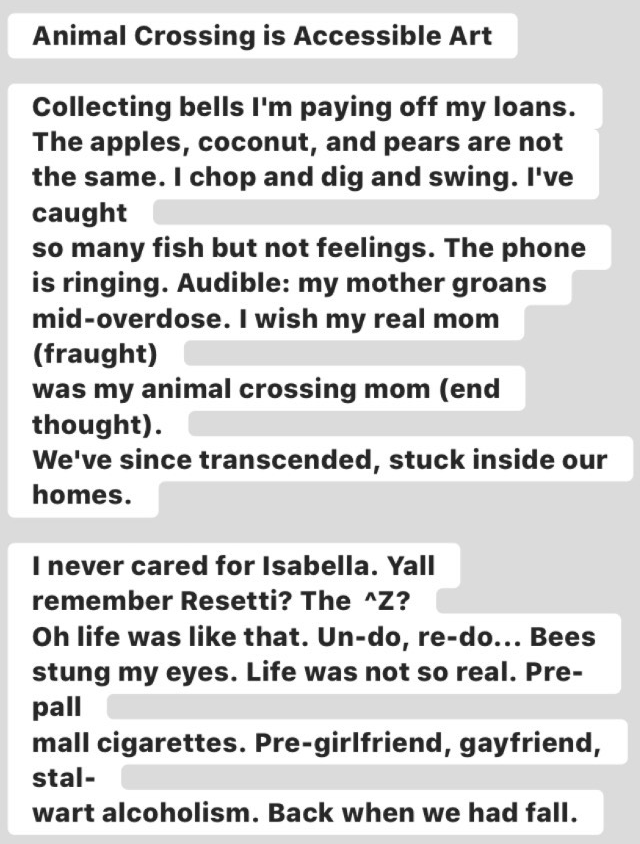 Animal Crossing is Accessible Art
Collecting bells I'm paying off my loans.
The apples, coconut, and pears are not
the same. I chop and dig and swing. I've
caught
so many fish but not feelings. The phone
is ringing. Audible: my mother groans
mid-overdose. I wish my real mom
(fraught)
was my animal crossing mom (end
thought).
We've since transcended, stuck inside our
homes.
I never cared for Isabella. Yall
remember Resetti? The ^Z?
Oh life was like that. Un-do, re-do... Bees
stung my eyes. Life was not so real. Pre-
pall
mall cigarettes. Pre-girlfriend, gayfriend,
stal-
wart alcoholism. Back when we had fall.